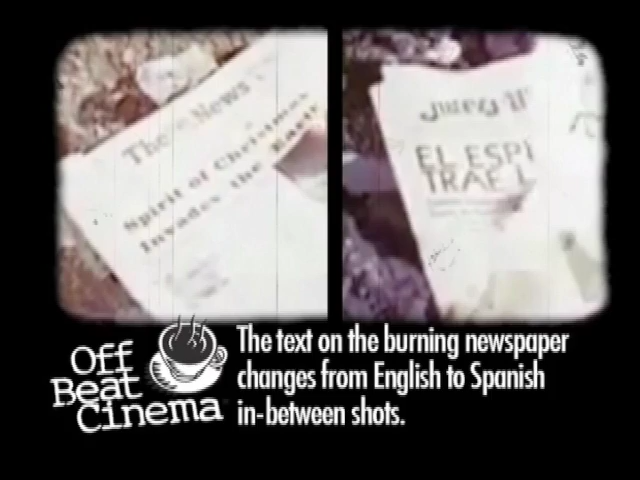 The News
Spirit of Christmas
Invades the Earth
EL ESPI
TRAE L
Off
Beat
Cinema
The text on the burning newspaper
changes from English to Spanish
in-between shots.